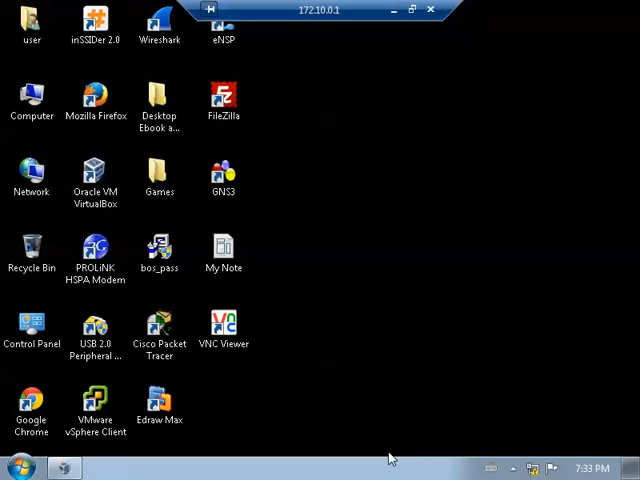 172.10.0.1
user
inSSIDer 2.0
Wireshark
eNSP
Computer
Mozilla Firefox
Desktop
Ebook a...
FileZilla
Network
Oracle VM
VirtualBox
Games
GNS3
Recycle Bin
PROLiNK
HSPA Modem
bos_pass
My Note
Control Panel
USB 2.0
Peripheral ...
Cisco Packet
Tracer
VNC Viewer
Google
Chrome
VMware
vSphere Client
Edraw Max
7:33 PM